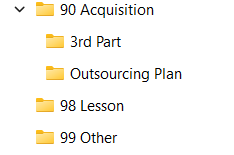 90 Acquisition
3rd Part
Outsourcing Plan
98 Lesson
99 Other